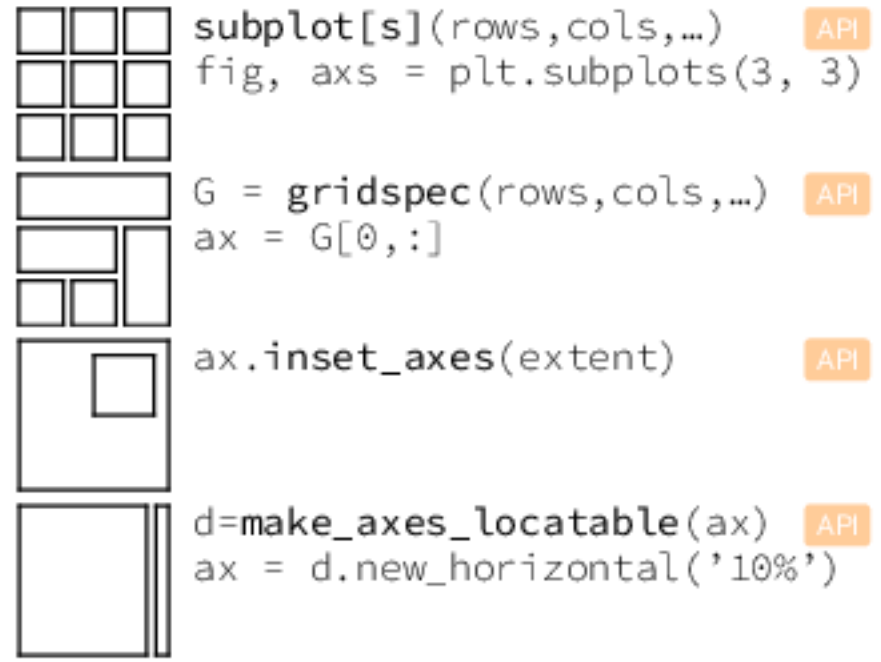 subplot[s](rows,cols,…) API
fig, axs = plt.subplots(3, 3)
G = gridspec(rows,cols,…) API
ax = G[0,:]
ax.inset_axes(extent) API
d=make_axes_locatable(ax) API
ax = d.new_horizontal(’10%’)